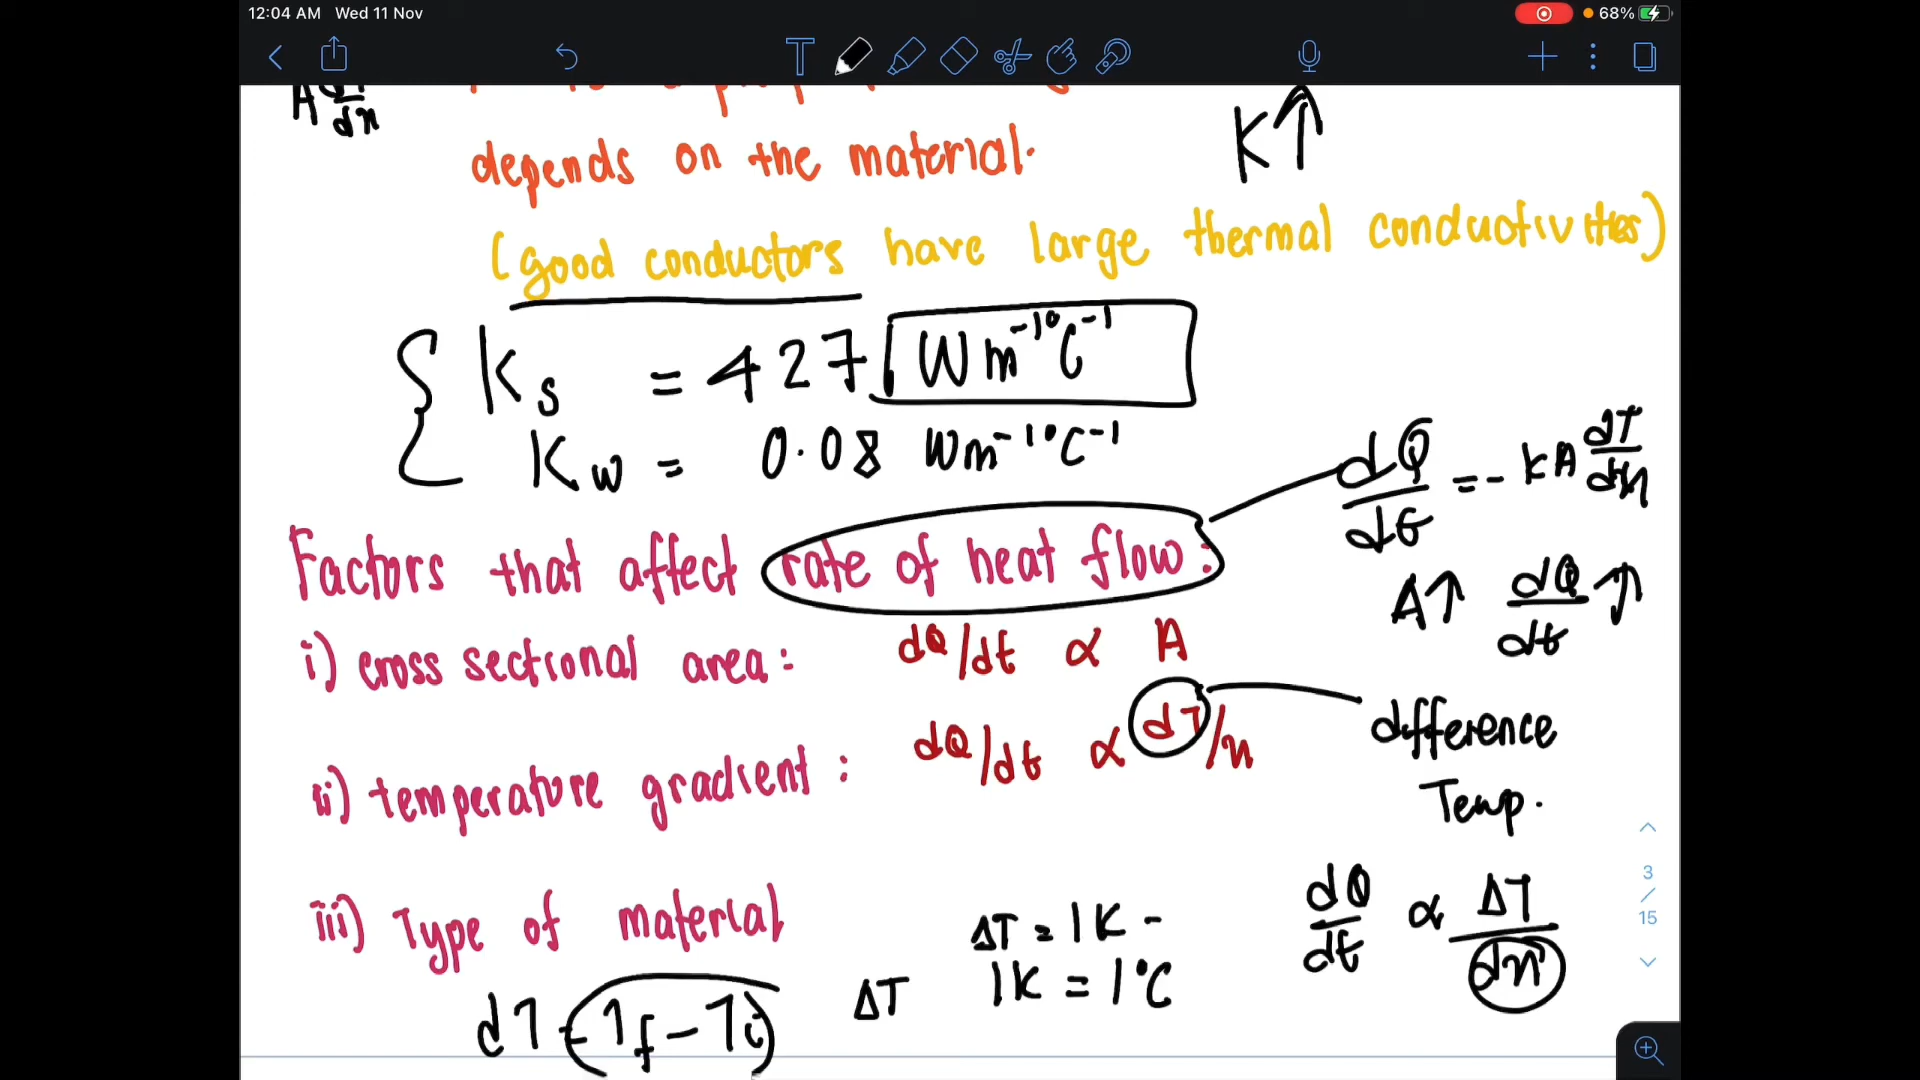 12:04 AM Wed 11 Nov
68%
T
A
dx
depends on the material.
K↑
(good conductors have large thermal conductivities)
Ks = 427 Wm⁻¹°C⁻¹
Kw = 0.08 Wm⁻¹°C⁻¹
dQ/dt = - KA dT/dx
Factors that affect rate of heat flow:
A↑ dQ/dt ↑
i) cross sectional area: dQ/dt ∝ A
ii) temperature gradient: dQ/dt ∝ dT/x
difference
Temp.
iii) Type of material
ΔT = 1K -
1K = 1°C
dQ/dt ∝ ΔT/dx
dT = Tf - Ti
ΔT
3
/
15